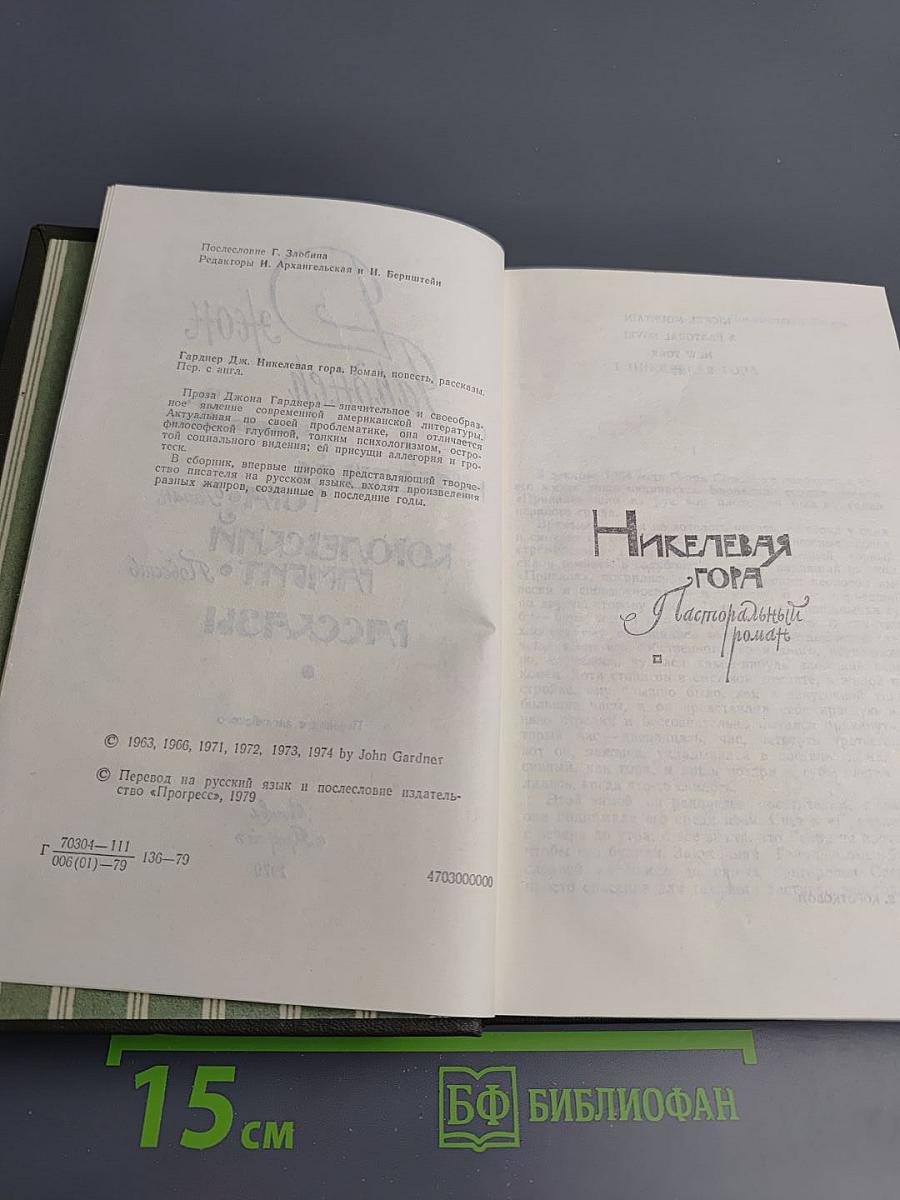 Послесловие Г. Злобина
Редакторы И. Архангельская и И. Бернштейн
Гарднер Дж. Никелевая гора. Роман, повесть, рассказы.
Пер. с англ.
Проза Джона Гарднера — значительное и своеобраз-
ное явление современной американской литературы.
Актуальная по своей проблематике, она отличается
философской глубиной, тонким психологизмом, остро-
той социального видения; ей присущи аллегория и гро-
теск.
В сборник, впервые широко представляющий творче-
ство писателя на русском языке, входят произведения
разных жанров, созданные в последние годы.
© 1963, 1966, 1971, 1972, 1973, 1974 by John Gardner
© Перевод на русский язык и послесловие издатель-
ство «Прогресс», 1979
Г 70304—111
006(01)—79 136—79
4703000000
Никелевая
гора
Пасторальный
роман
15 см
БФ БИБЛИОФАН